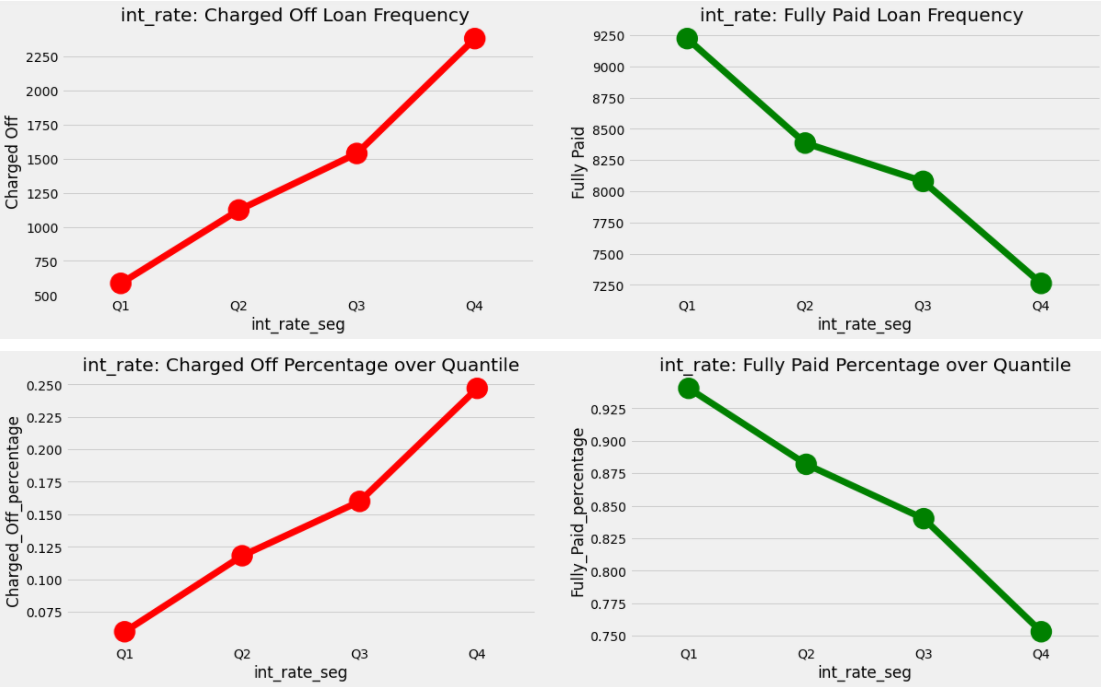 int_rate: Charged Off Loan Frequency
Charged Off
2250
2000
1750
1500
1250
1000
750
500
Q1 Q2 Q3 Q4
int_rate_seg
int_rate: Fully Paid Loan Frequency
Fully Paid
9250
9000
8750
8500
8250
8000
7750
7500
7250
Q1 Q2 Q3 Q4
int_rate_seg
int_rate: Charged Off Percentage over Quantile
Charged_Off_percentage
0.250
0.225
0.200
0.175
0.150
0.125
0.100
0.075
Q1 Q2 Q3 Q4
int_rate_seg
int_rate: Fully Paid Percentage over Quantile
Fully_Paid_percentage
0.925
0.900
0.875
0.850
0.825
0.800
0.775
0.750
Q1 Q2 Q3 Q4
int_rate_seg